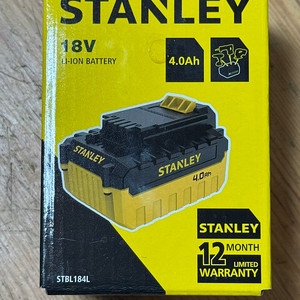 STANLEY
18V
LI-ION BATTERY
4.0Ah
STANLEY
4.0Ah
STANLEY
12 MONTH
LIMITED
WARRANTY
STBL184L